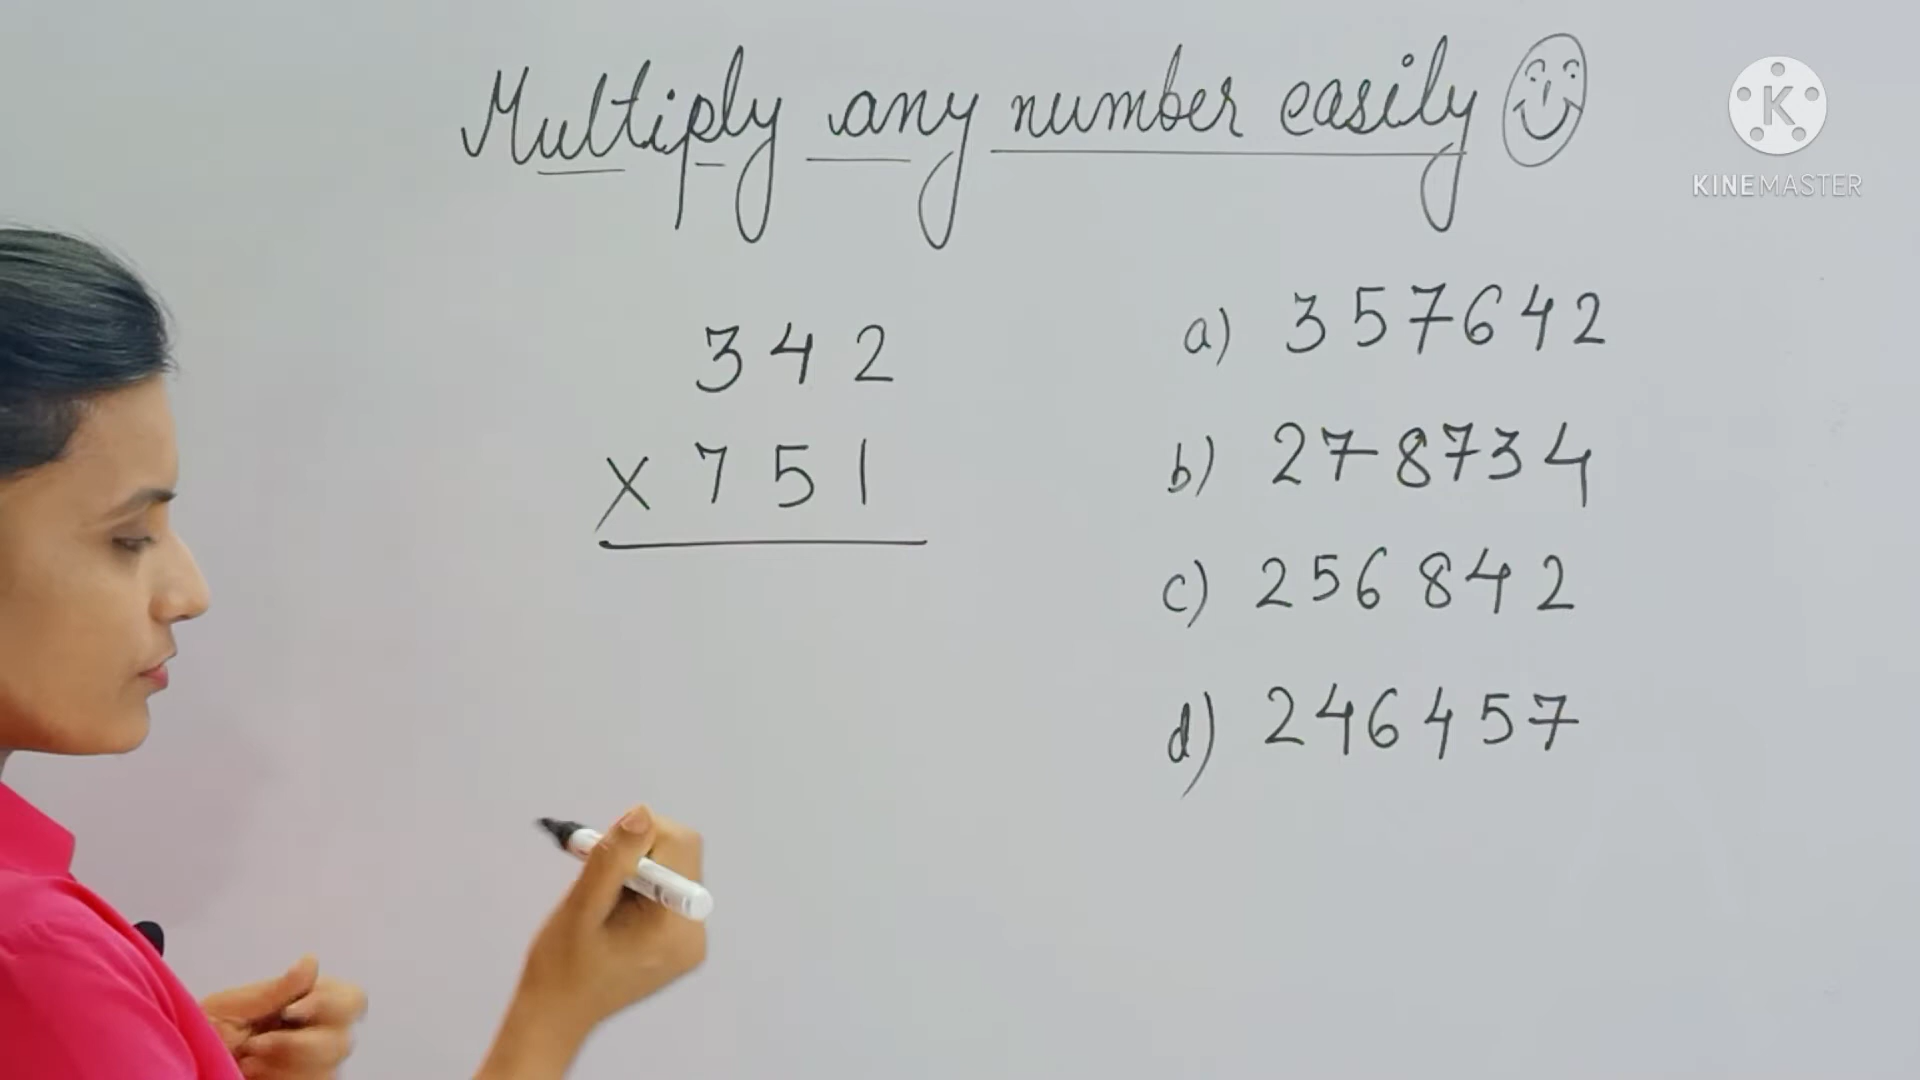 Multiply any number easily
K
KINEMASTER
342
x 751
a) 357642
b) 278734
c) 256842
d) 246457